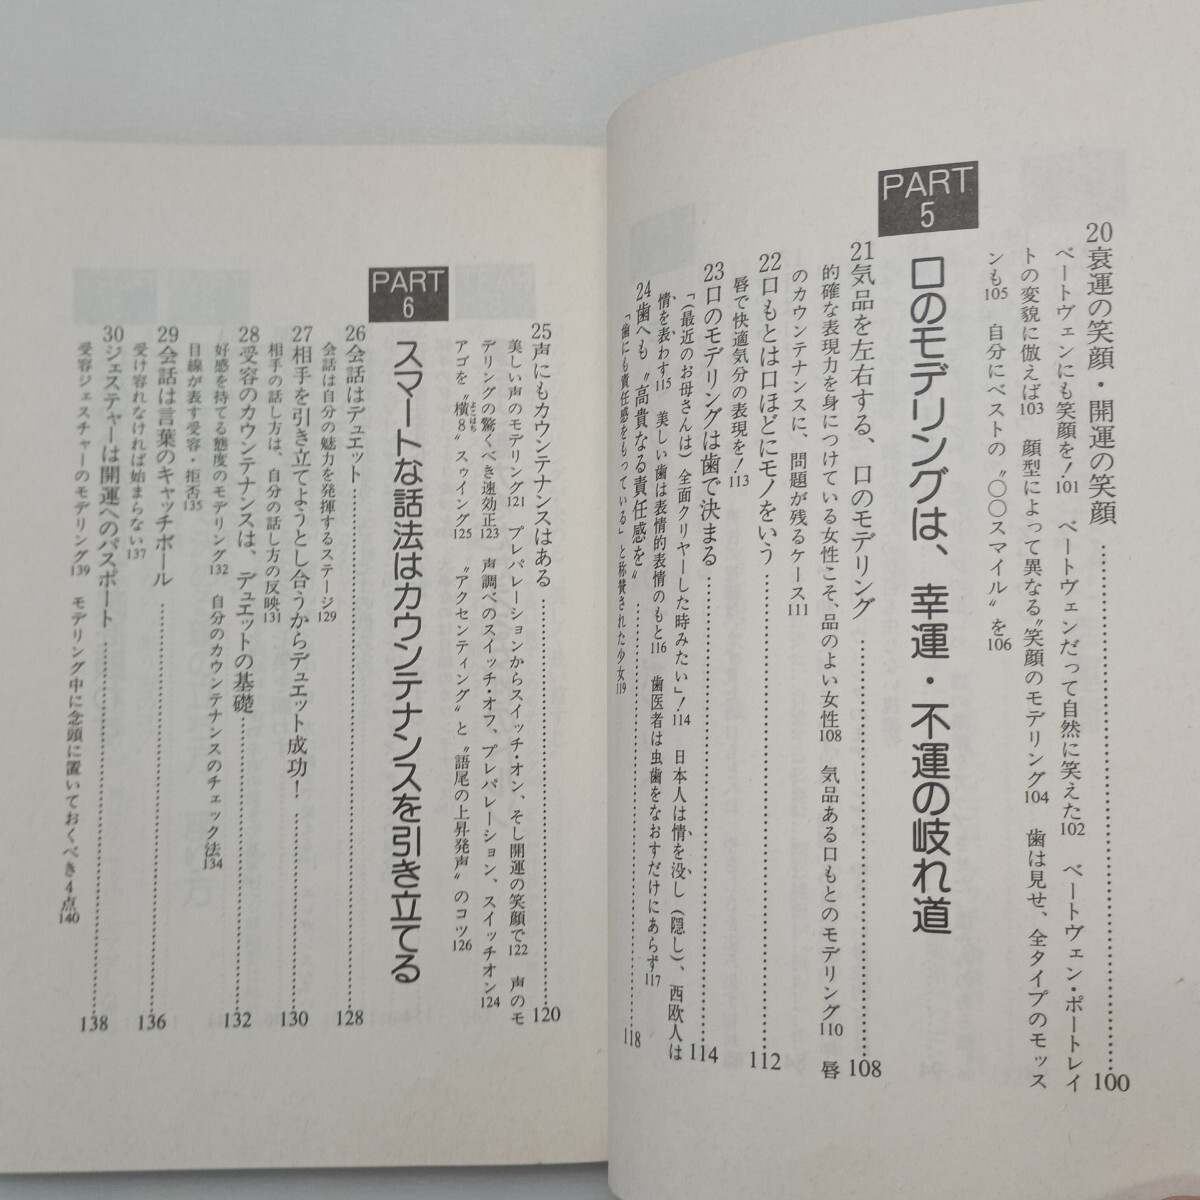 20 衰運の笑顔・開運の笑顔……100
ベートヴェンにも笑顔を！101　ベートヴェンだって自然に笑えた102　ベートヴェン・ポートレイ
トの変貌に倣えば103　顔型によって異なる〝笑顔のモデリング104　歯は見せ、全タイプのモッス
ンも105　自分にベストの〝〇〇スマイル〟を106
PART 5
口のモデリングは、幸運・不運の岐れ道
21 気品を左右する、口のモデリング……108
的確な表現力を身につけている女性こそ、品のよい女性108　気品ある口もとのモデリング110　唇
のカウンテナンスに、問題が残るケース111
22 口もとは口ほどにモノをいう……112
唇で快適気分の表現を！113
23 口のモデリングは歯で決まる……114
「（最近のお母さんは）全面クリヤーした時みたい」！114　日本人は情を没し（隠し）、西欧人は
情を表わす115　美しい歯は表情的表情のもと116　歯医者は虫歯をなおすだけにあらず117
24 歯へも〝高貴なる責任感を〟……118
「歯にも責任感をもっている」と称賛された少女119
25 声にもカウンテナンスはある……120
美しい声のモデリング121　プレパレーションからスイッチ・オン、そし開運の笑顔で122　声のモ
デリングの驚くべき速効正123　声調べのスイッチ・オフ、プレパレーション、スイッチオン124
アゴを〝横8〟スウイング125　〝アクセンティング〟と〝語尾の上昇発声〟のコツ126
よこはち
PART 6
スマートな話法はカウンテナンスを引き立てる
26 会話はデュエット……128
会話は自分の魅力を発揮するステージ129
27 相手を引き立てようとし合うからデュエット成功！……130
相手の話し方は、自分の話し方の反映131
28 受容のカウンテナンスは、デュエットの基礎……132
好感を持てる態度のモデリング132　自分のカウンテナンスのチェック法134
目線が表す受容・拒否135
29 会話は言葉のキャッチボール……136
受け容れなければ始まらない137
30 ジェスチャーは開運へのパスポート……138
受容ジェスチャーのモデリング139　モデリング中に念頭に置いておくべき4点140